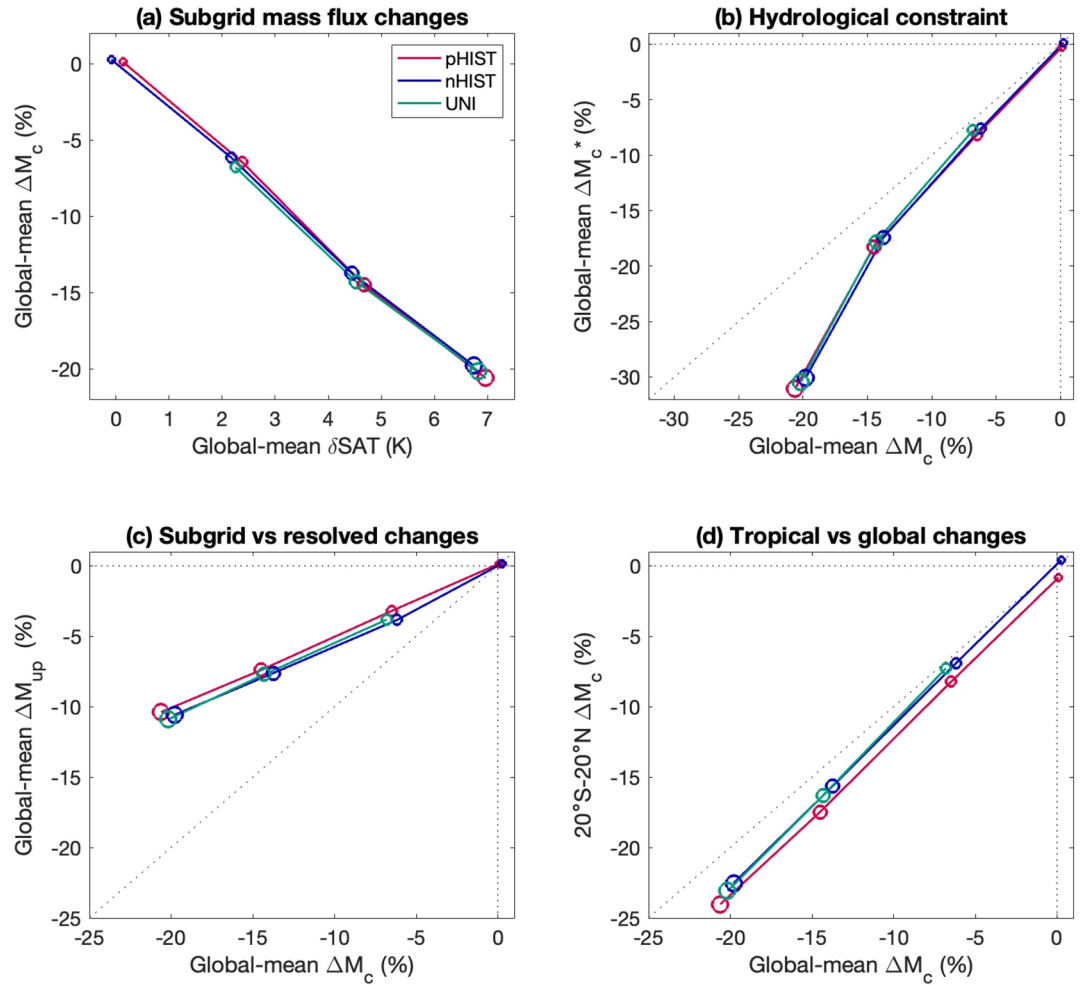 (a) Subgrid mass flux changes
Global-mean ΔMc (%)
0
-5
-10
-15
-20
pHIST
nHIST
UNI
0 1 2 3 4 5 6 7
Global-mean δSAT (K)
(b) Hydrological constraint
Global-mean ΔMc* (%)
0
-5
-10
-15
-20
-25
-30
-30 -25 -20 -15 -10 -5 0
Global-mean ΔMc (%)
(c) Subgrid vs resolved changes
Global-mean ΔMup (%)
0
-5
-10
-15
-20
-25
-25 -20 -15 -10 -5 0
Global-mean ΔMc (%)
(d) Tropical vs global changes
20°S-20°N ΔMc (%)
0
-5
-10
-15
-20
-25
-25 -20 -15 -10 -5 0
Global-mean ΔMc (%)